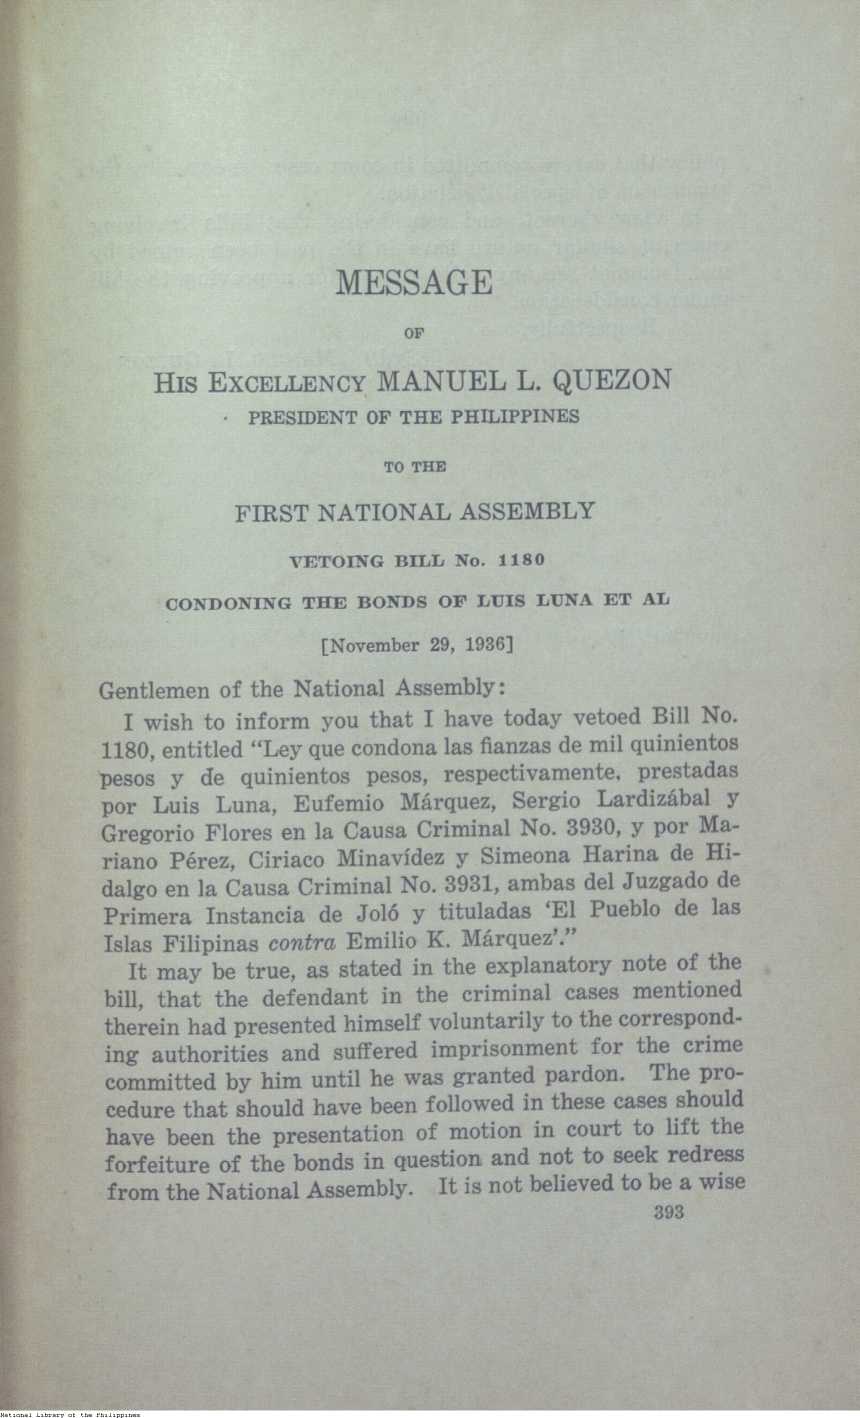 MESSAGE
OF
HIS EXCELLENCY MANUEL L. QUEZON
PRESIDENT OF THE PHILIPPINES
TO THE
FIRST NATIONAL ASSEMBLY
VETOING BILL No. 1180
CONDONING THE BONDS OF LUIS LUNA ET AL
[November 29, 1936]
Gentlemen of the National Assembly:
I wish to inform you that I have today vetoed Bill No.
1180, entitled “Ley que condona las fianzas de mil quinientos
pesos y de quinientos pesos, respectivamente, prestadas
por Luis Luna, Eufemio Márquez, Sergio Lardizábal y
Gregorio Flores en la Causa Criminal No. 3930, y por Ma-
riano Pérez, Ciriaco Minavídez y Simeona Harina de Hi-
dalgo en la Causa Criminal No. 3931, ambas del Juzgado de
Primera Instancia de Joló y tituladas ‘El Pueblo de las
Islas Filipinas contra Emilio K. Márquez’.”
It may be true, as stated in the explanatory note of the
bill, that the defendant in the criminal cases mentioned
therein had presented himself voluntarily to the correspond-
ing authorities and suffered imprisonment for the crime
committed by him until he was granted pardon. The pro-
cedure that should have been followed in these cases should
have been the presentation of motion in court to lift the
forfeiture of the bonds in question and not to seek redress
from the National Assembly. It is not believed to be a wise
393
National Library of the Philippines